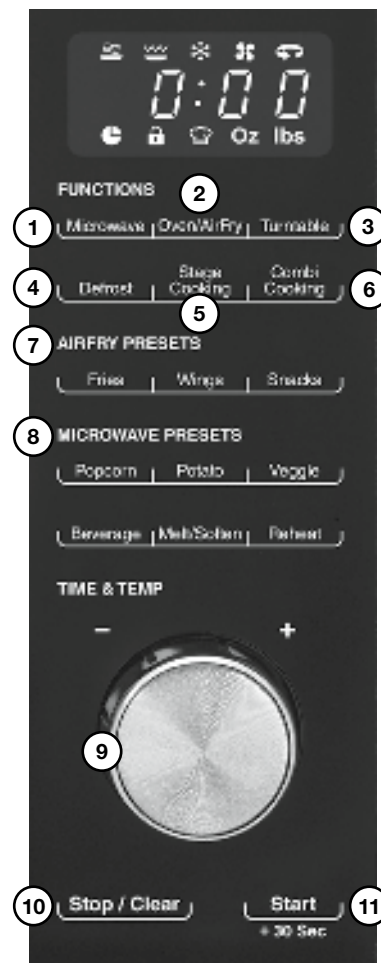 0:00
Oz lbs
FUNCTIONS
2
1 Microwave Oven/AirFry Turntable 3
4 Defrost Stage Cooking Combi Cooking 6
5
7 AIRFRY PRESETS
Fries Wings Snacks
8 MICROWAVE PRESETS
Popcorn Potato Veggie
Beverage Melt/Soften Reheat
TIME & TEMP
- +
9
10 Stop / Clear Start 11
+ 30 Sec